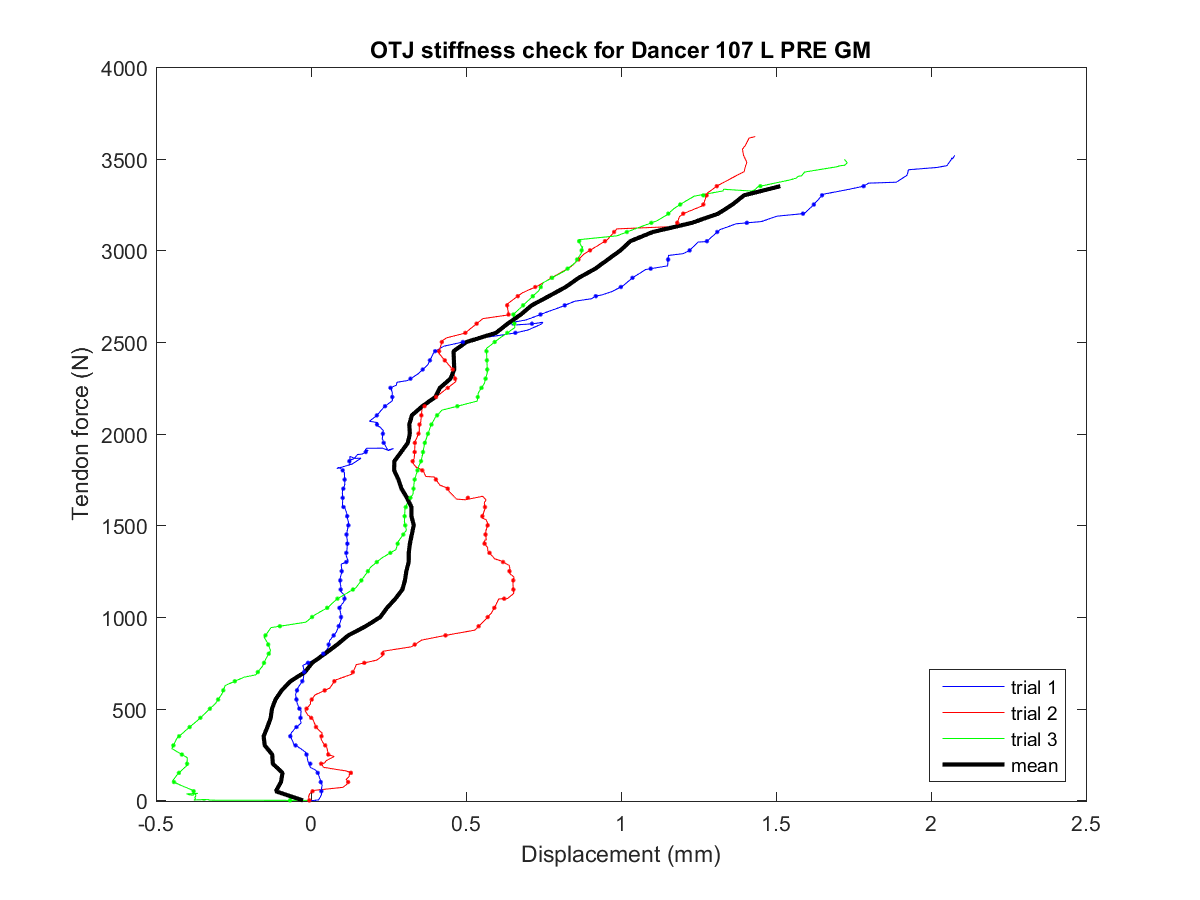 OTJ stiffness check for Dancer 107 L PRE GM
4000
3500
3000
2500
2000
1500
1000
500
0
Tendon force (N)
-0.5 0 0.5 1 1.5 2 2.5
Displacement (mm)
trial 1
trial 2
trial 3
mean